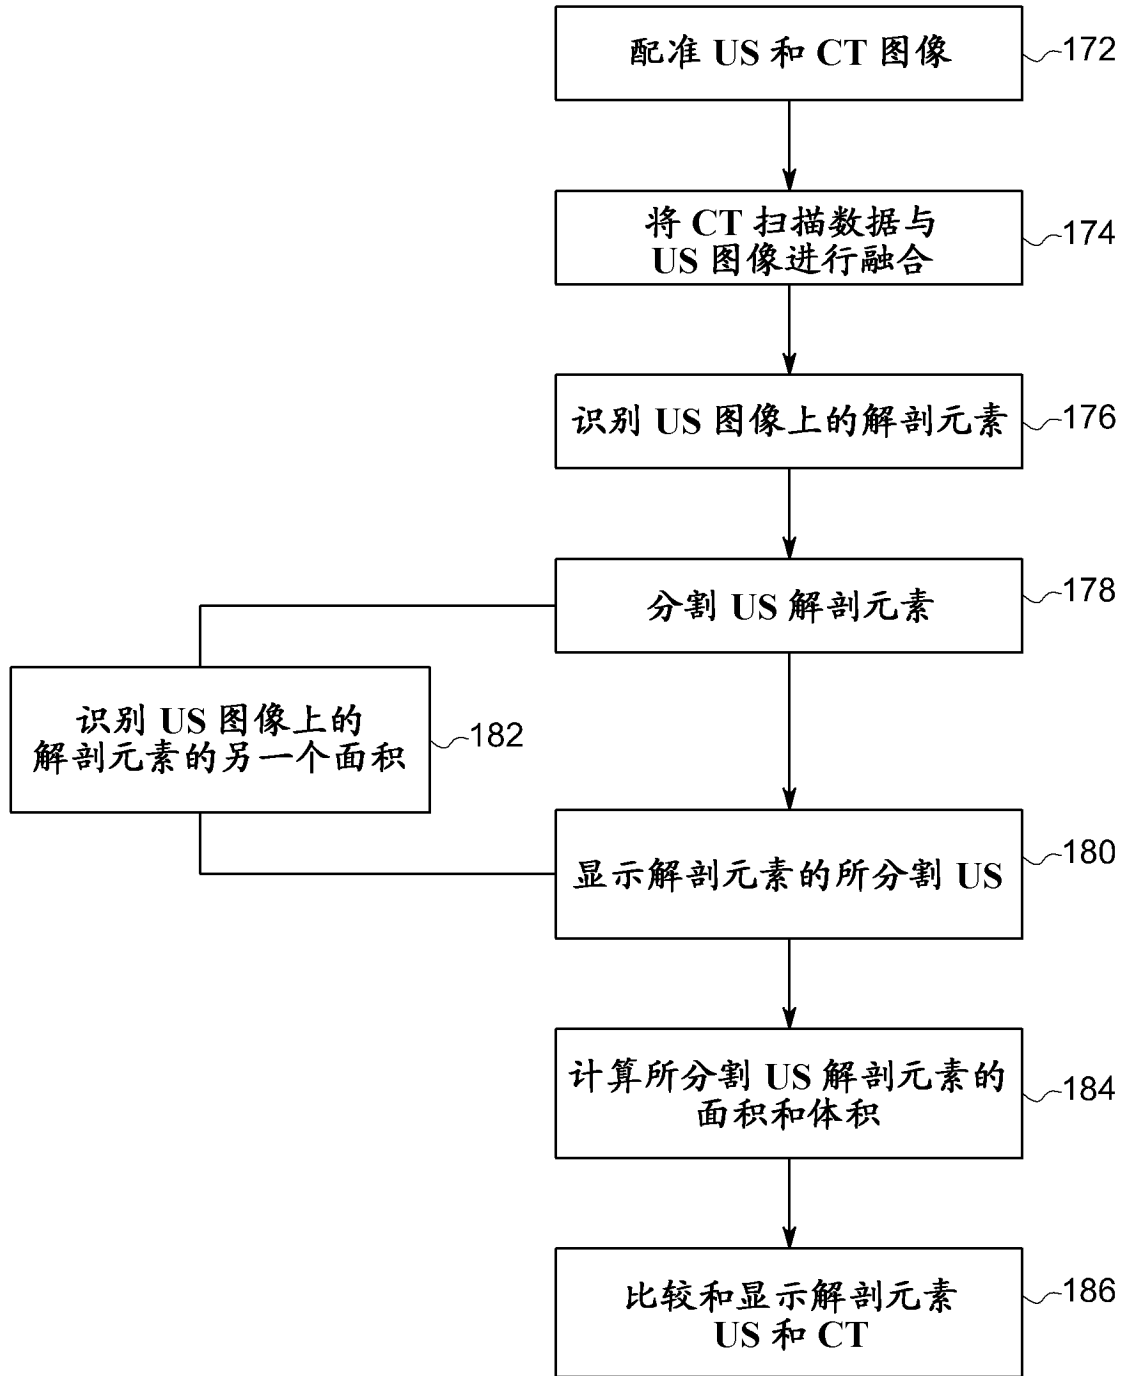 配准 US 和 CT 图像
172
将 CT 扫描数据与
US 图像进行融合
174
识别 US 图像上的解剖元素
176
分割 US 解剖元素
178
识别 US 图像上的
解剖元素的另一个面积
182
显示解剖元素的所分割 US
180
计算所分割 US 解剖元素的
面积和体积
184
比较和显示解剖元素
US 和 CT
186